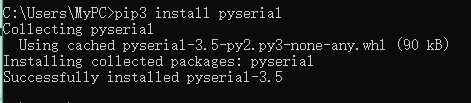 C:\Users\MyPC>pip3 install pyserial
Collecting pyserial
  Using cached pyserial-3.5-py2.py3-none-any.whl (90 kB)
Installing collected packages: pyserial
Successfully installed pyserial-3.5